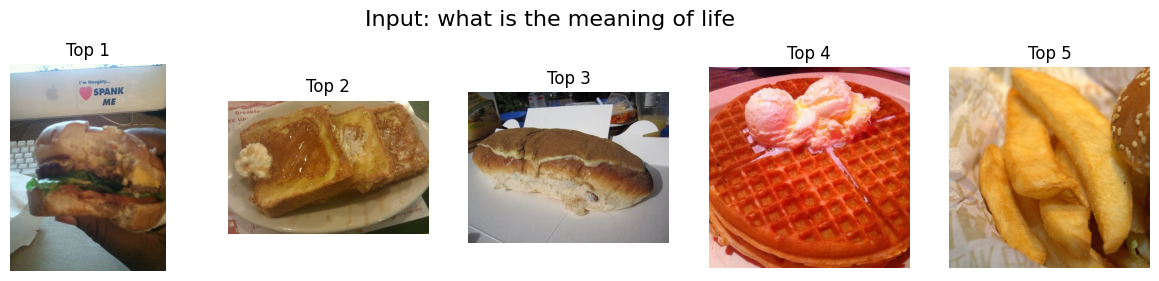 Input: what is the meaning of life
Top 1
Top 2
Top 3
Top 4
Top 5
I'm Naughty...
SPANK
ME